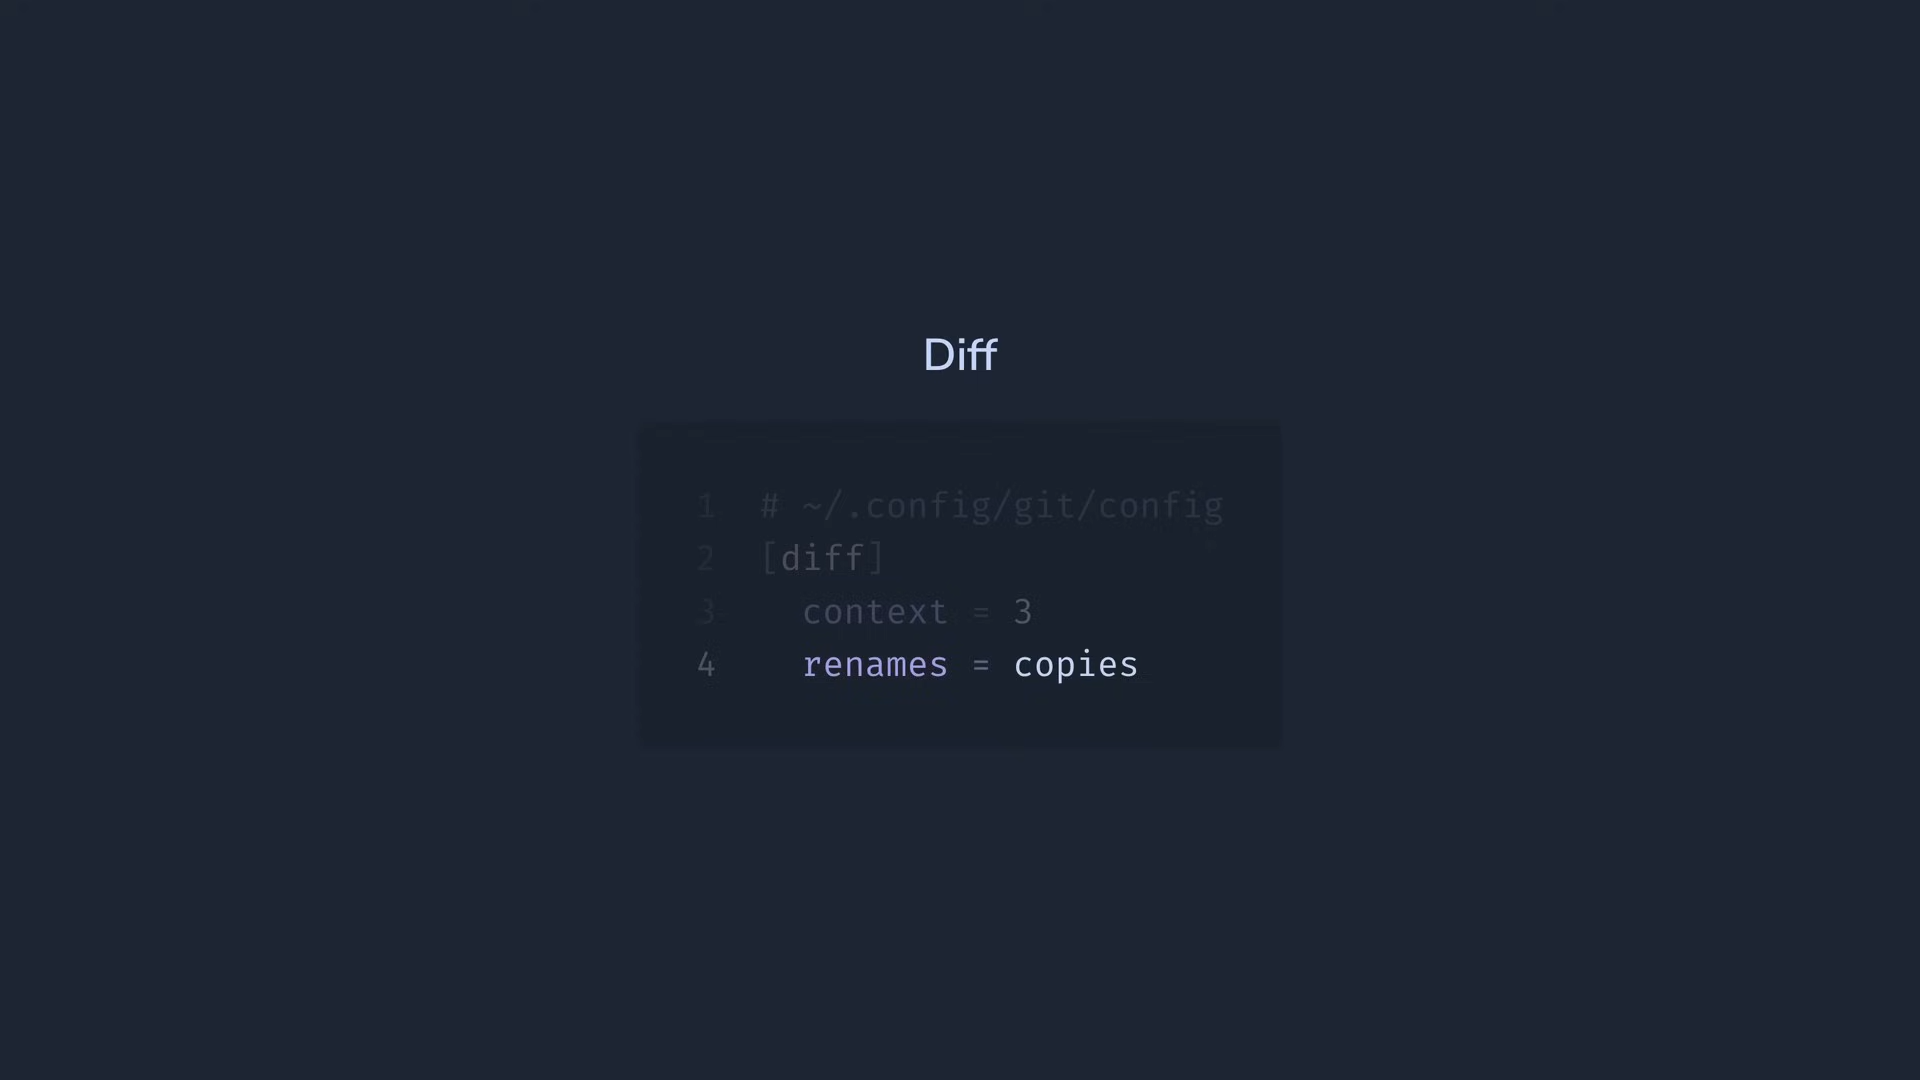 Diff
1 # ~/.config/git/config
2 [diff]
3 context = 3
4 renames = copies